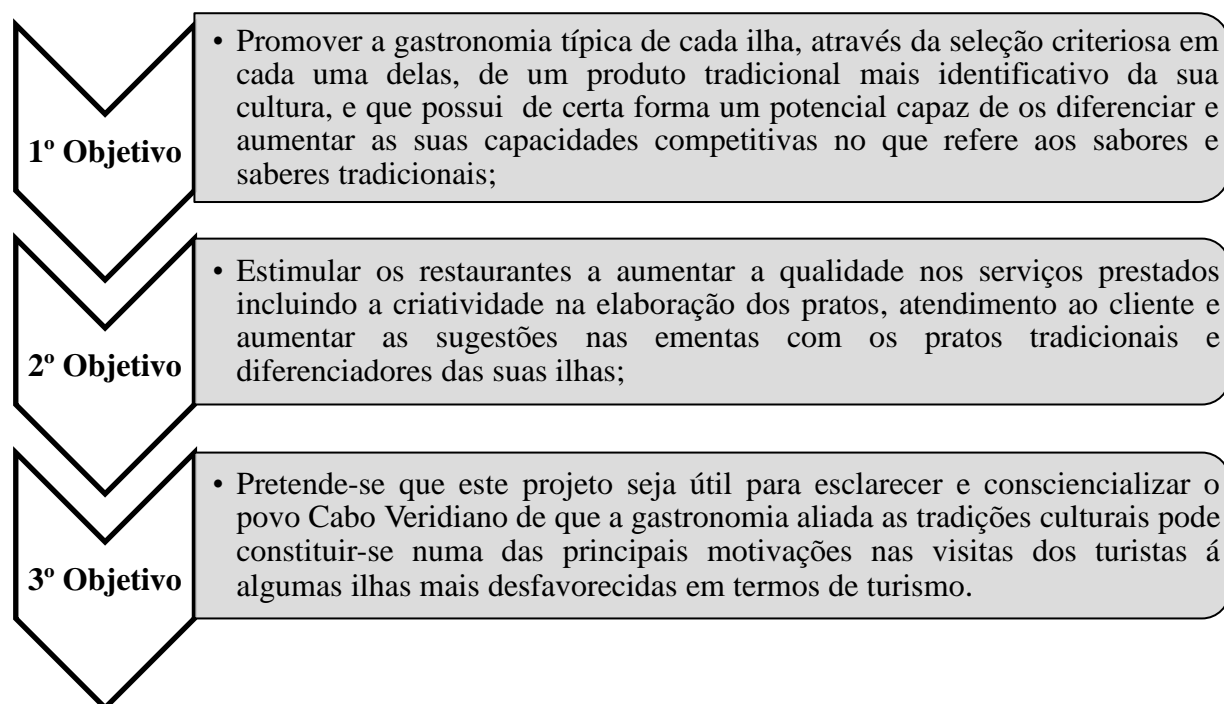 1º Objetivo
• Promover a gastronomia típica de cada ilha, através da seleção criteriosa em
cada uma delas, de um produto tradicional mais identificativo da sua
cultura, e que possui de certa forma um potencial capaz de os diferenciar e
aumentar as suas capacidades competitivas no que refere aos sabores e
saberes tradicionais;
2º Objetivo
• Estimular os restaurantes a aumentar a qualidade nos serviços prestados
incluindo a criatividade na elaboração dos pratos, atendimento ao cliente e
aumentar as sugestões nas ementas com os pratos tradicionais e
diferenciadores das suas ilhas;
3º Objetivo
• Pretende-se que este projeto seja útil para esclarecer e consciencializar o
povo Cabo Veridiano de que a gastronomia aliada as tradições culturais pode
constituir-se numa das principais motivações nas visitas dos turistas á
algumas ilhas mais desfavorecidas em termos de turismo.